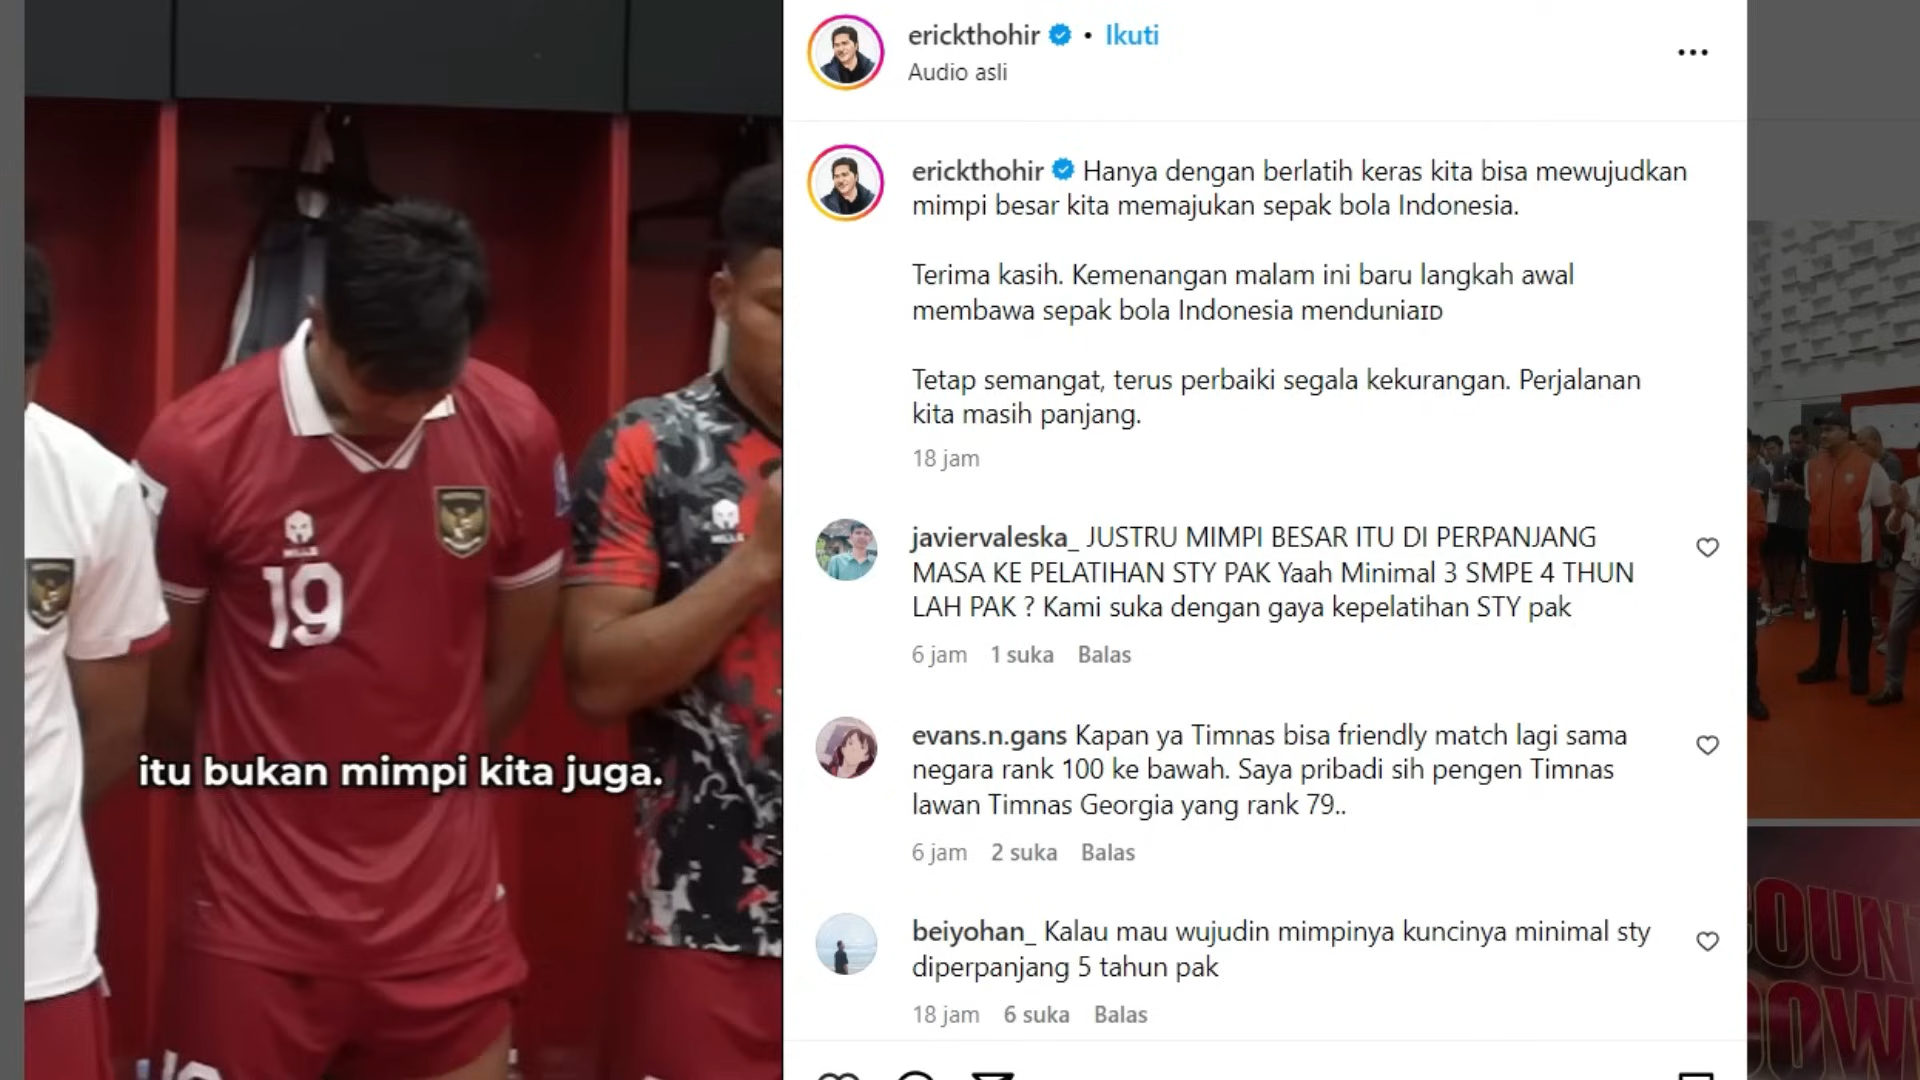 erickthohir • Ikuti
Audio asli
erickthohir Hanya dengan berlatih keras kita bisa mewujudkan
mimpi besar kita memajukan sepak bola Indonesia.
Terima kasih. Kemenangan malam ini baru langkah awal
membawa sepak bola Indonesia menduniaID
Tetap semangat, terus perbaiki segala kekurangan. Perjalanan
kita masih panjang.
18 jam
javiervaleska_ JUSTRU MIMPI BESAR ITU DI PERPANJANG
MASA KE PELATIHAN STY PAK Yaah Minimal 3 SMPE 4 THUN
LAH PAK ? Kami suka dengan gaya kepelatihan STY pak
6 jam 1 suka Balas
evans.n.gans Kapan ya Timnas bisa friendly match lagi sama
negara rank 100 ke bawah. Saya pribadi sih pengen Timnas
lawan Timnas Georgia yang rank 79..
6 jam 2 suka Balas
beiyohan_ Kalau mau wujudin mimpinya kuncinya minimal sty
diperpanjang 5 tahun pak
18 jam 6 suka Balas
MILLS
19
MILLS
itu bukan mimpi kita juga.